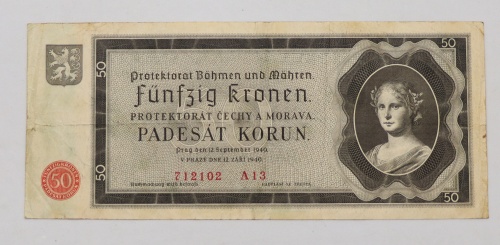 50
50
Protektorat Böhmen und Mähren.
Fünfzig Kronen.
PROTEKTORÁT ČECHY A MORAVA.
PADESÁT KORUN.
Prag den 12. September 1940.
V PRAZE DNE 12. ZÁŘÍ 1940.
712102 A13
50
50
50